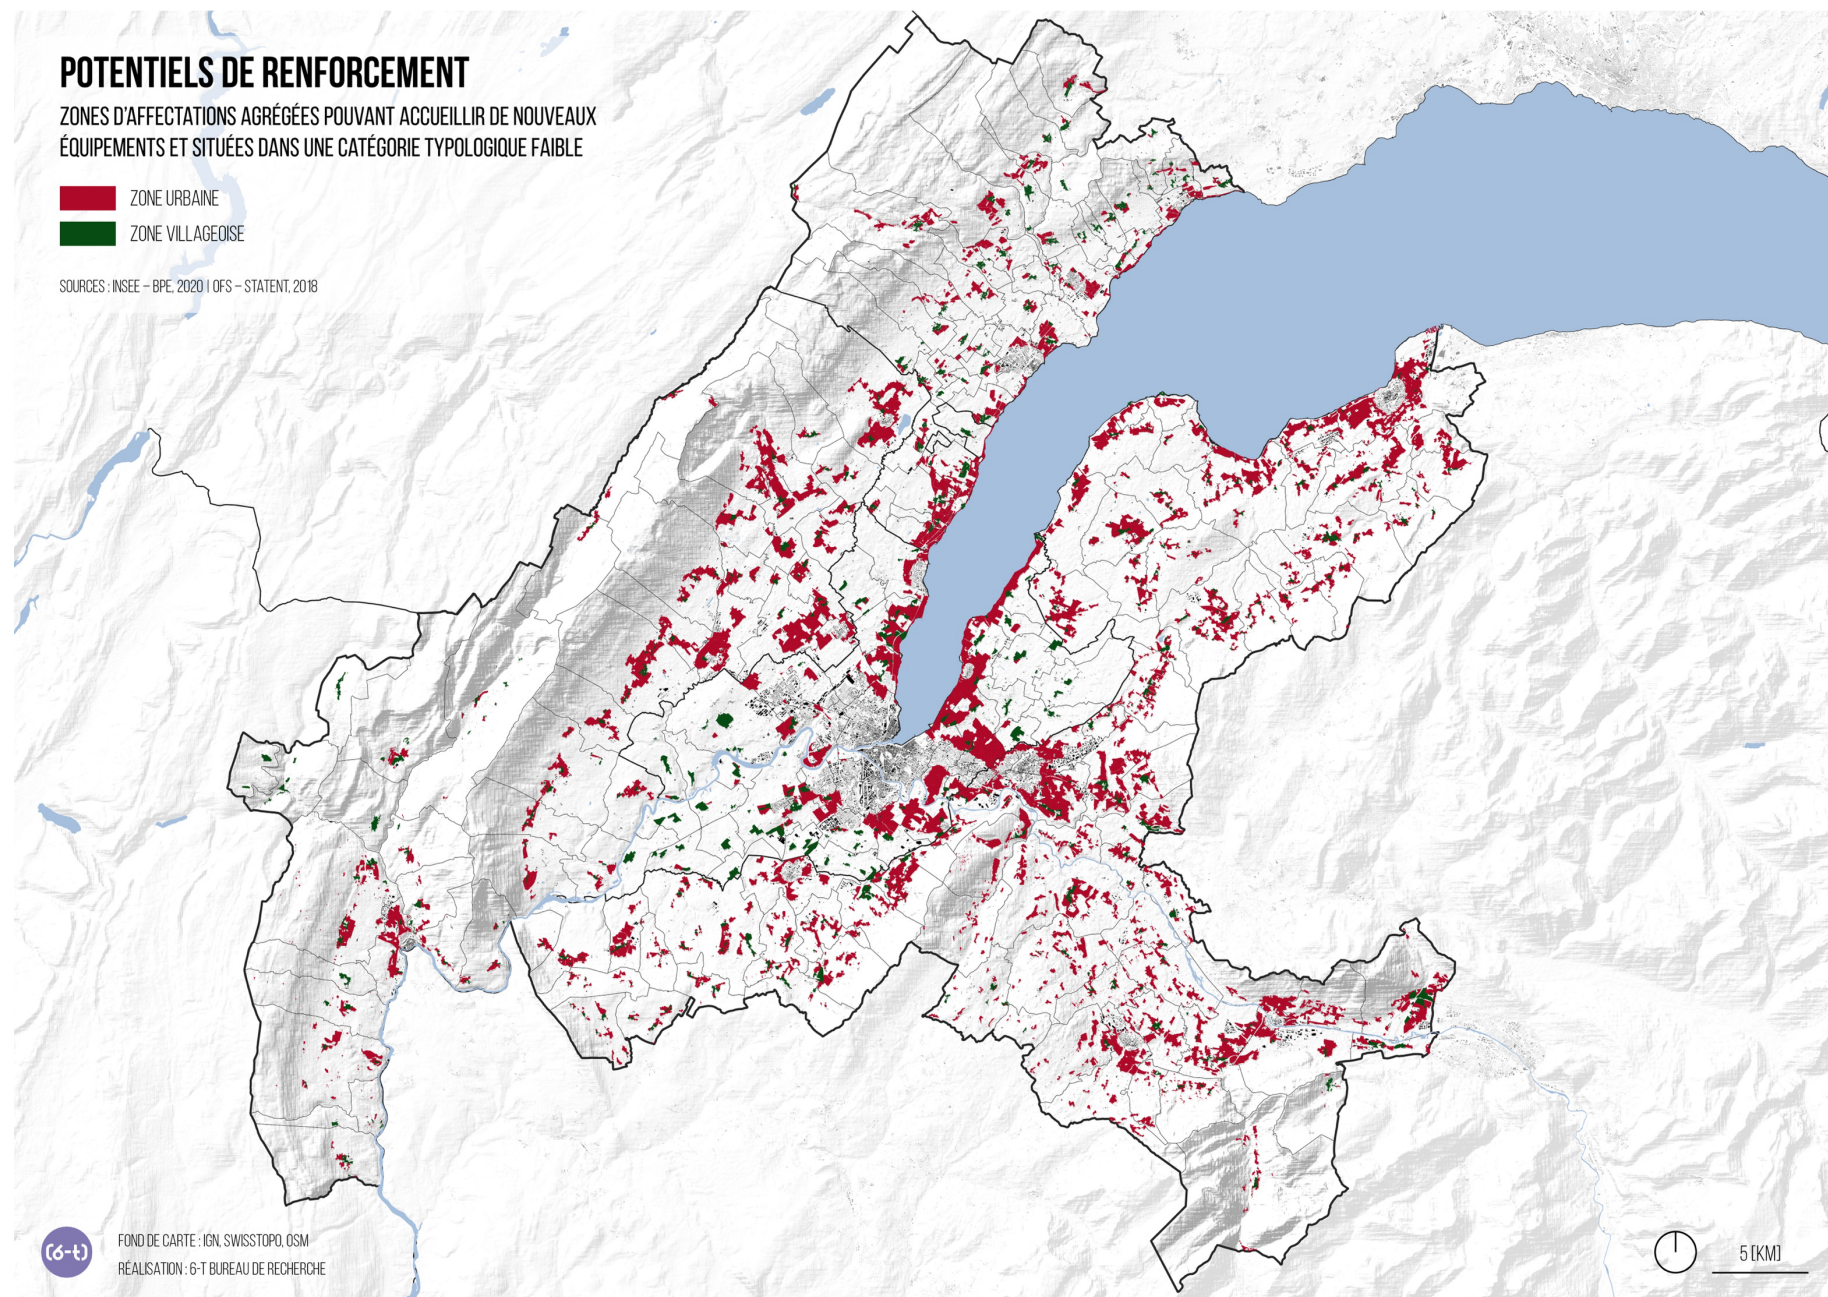 POTENTIELS DE RENFORCEMENT
ZONES D'AFFECTATIONS AGRÉGÉES POUVANT ACCUEILLIR DE NOUVEAUX
ÉQUIPEMENTS ET SITUÉES DANS UNE CATÉGORIE TYPOLOGIQUE FAIBLE
ZONE URBAINE
ZONE VILLAGEOISE
SOURCES : INSEE – BPE, 2020 | OFS – STATENT, 2018
(6-t)
FOND DE CARTE : IGN, SWISSTOPO, OSM
RÉALISATION : 6-T BUREAU DE RECHERCHE
5 [KM]